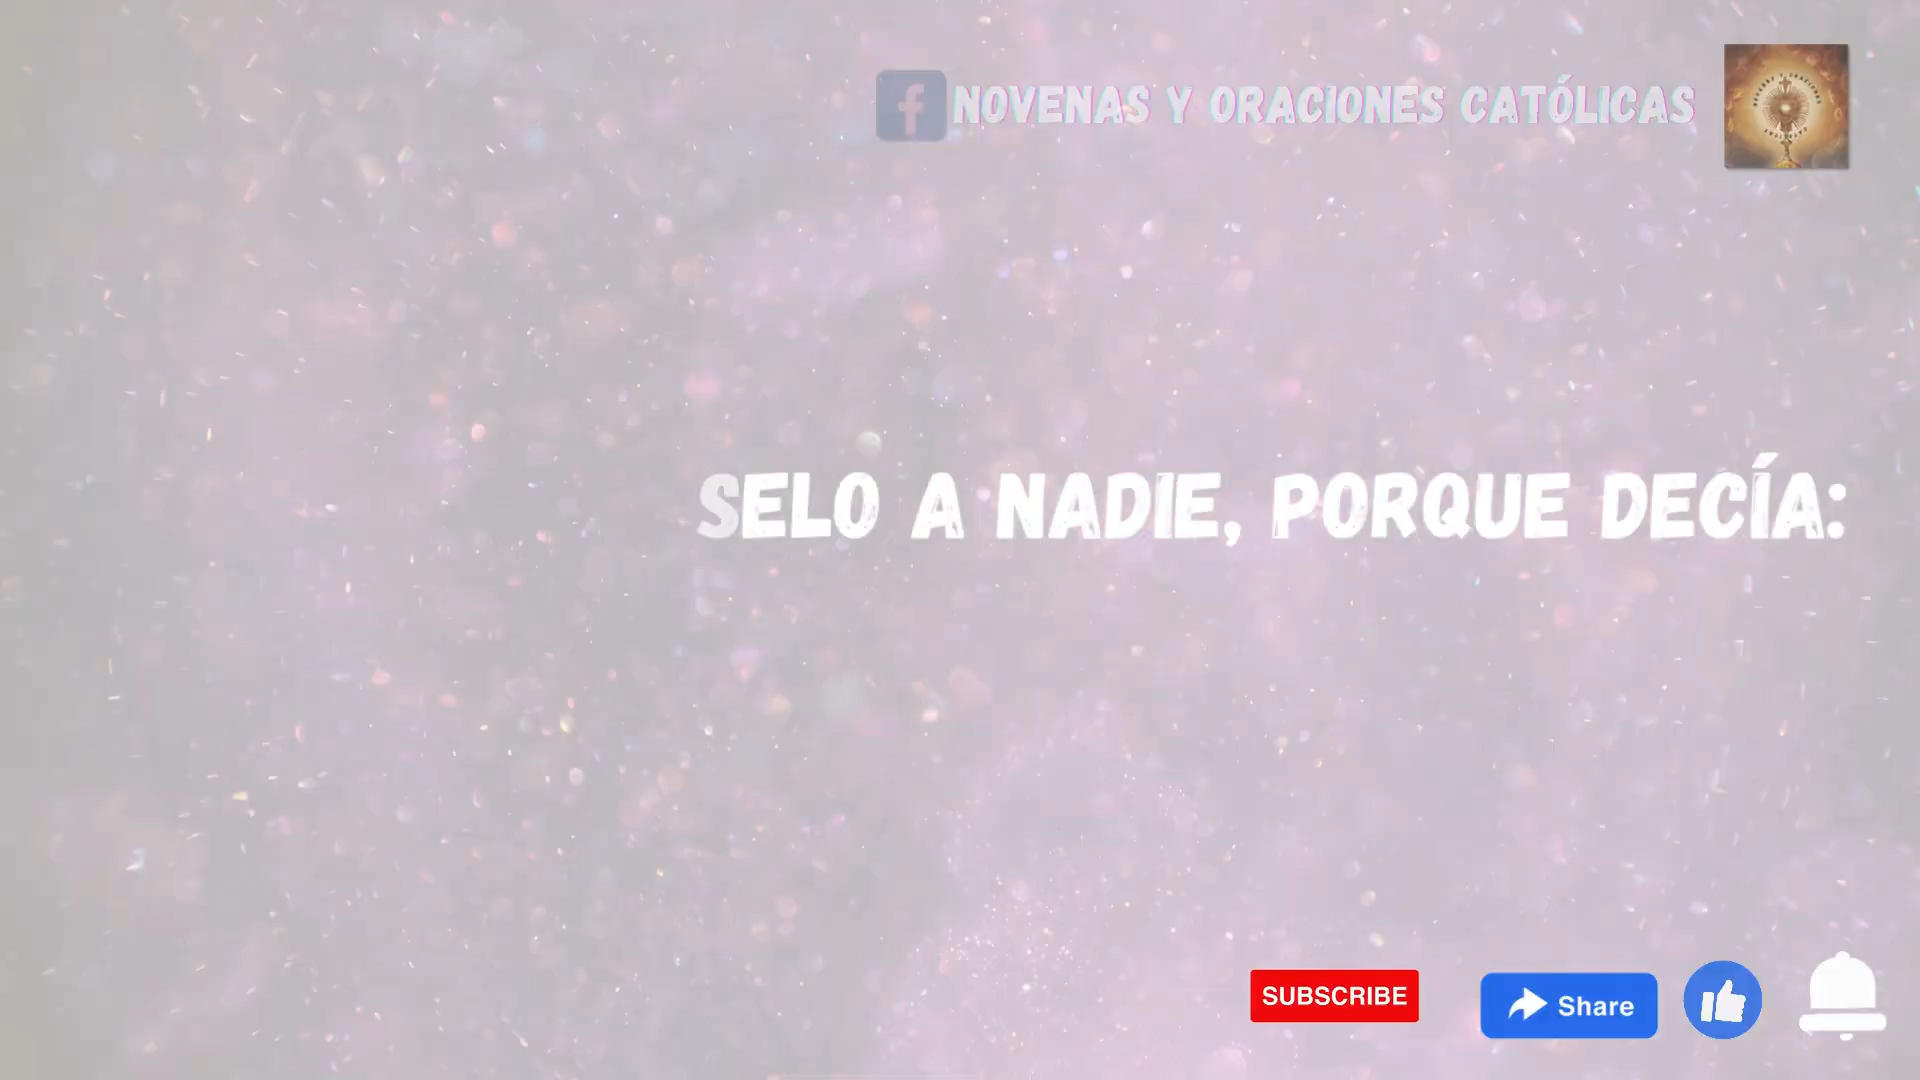 NOVENAS Y ORACIONES CATÓLICAS
SELO A NADIE, PORQUE DECÍA:
SUBSCRIBE
Share